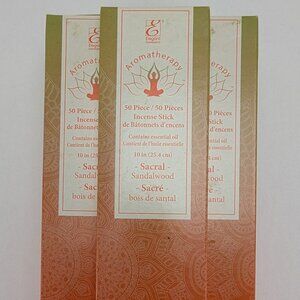 E
Elegant
Aromatherapy
50 Piece / 50 Pièces
Incense Stick
de Bâtonnets d'encens
Contains essential oil
Contient de l'huile essentielle
10 in (25.4 cm)
- Sacral -
Sandalwood
- Sacré -
bois de santal